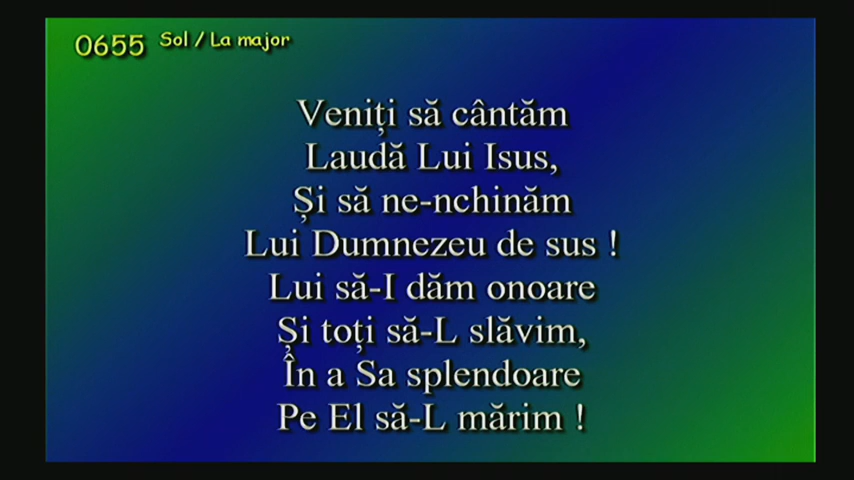 0655 Sol / La major
Veniți să cântăm
Laudă Lui Isus,
Și să ne-nchinăm
Lui Dumnezeu de sus !
Lui să-I dăm onoare
Și toți să-L slăvim,
În a Sa splendoare
Pe El să-L mărim !